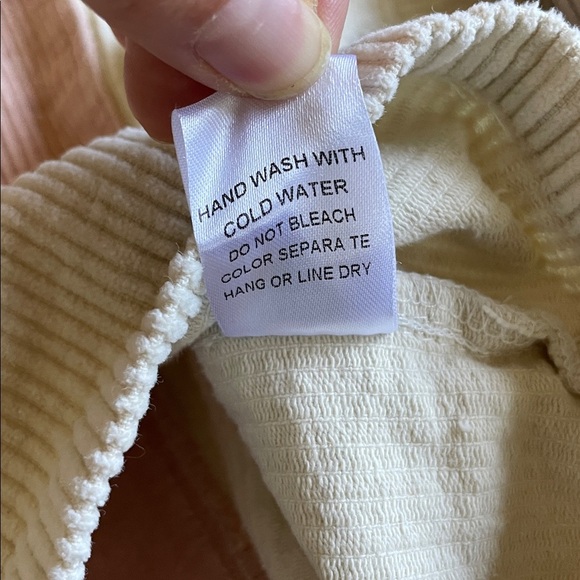 HAND WASH WITH
COLD WATER
DO NOT BLEACH
COLOR SEPARA TE
HANG OR LINE DRY